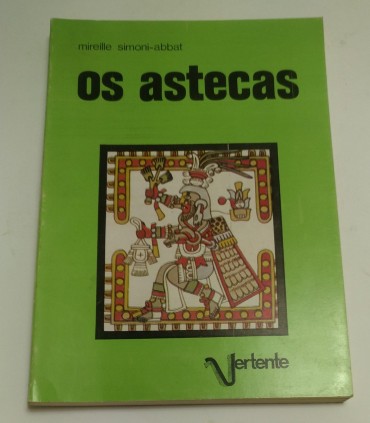 mireille simoni-abbat
os astecas
Vertente